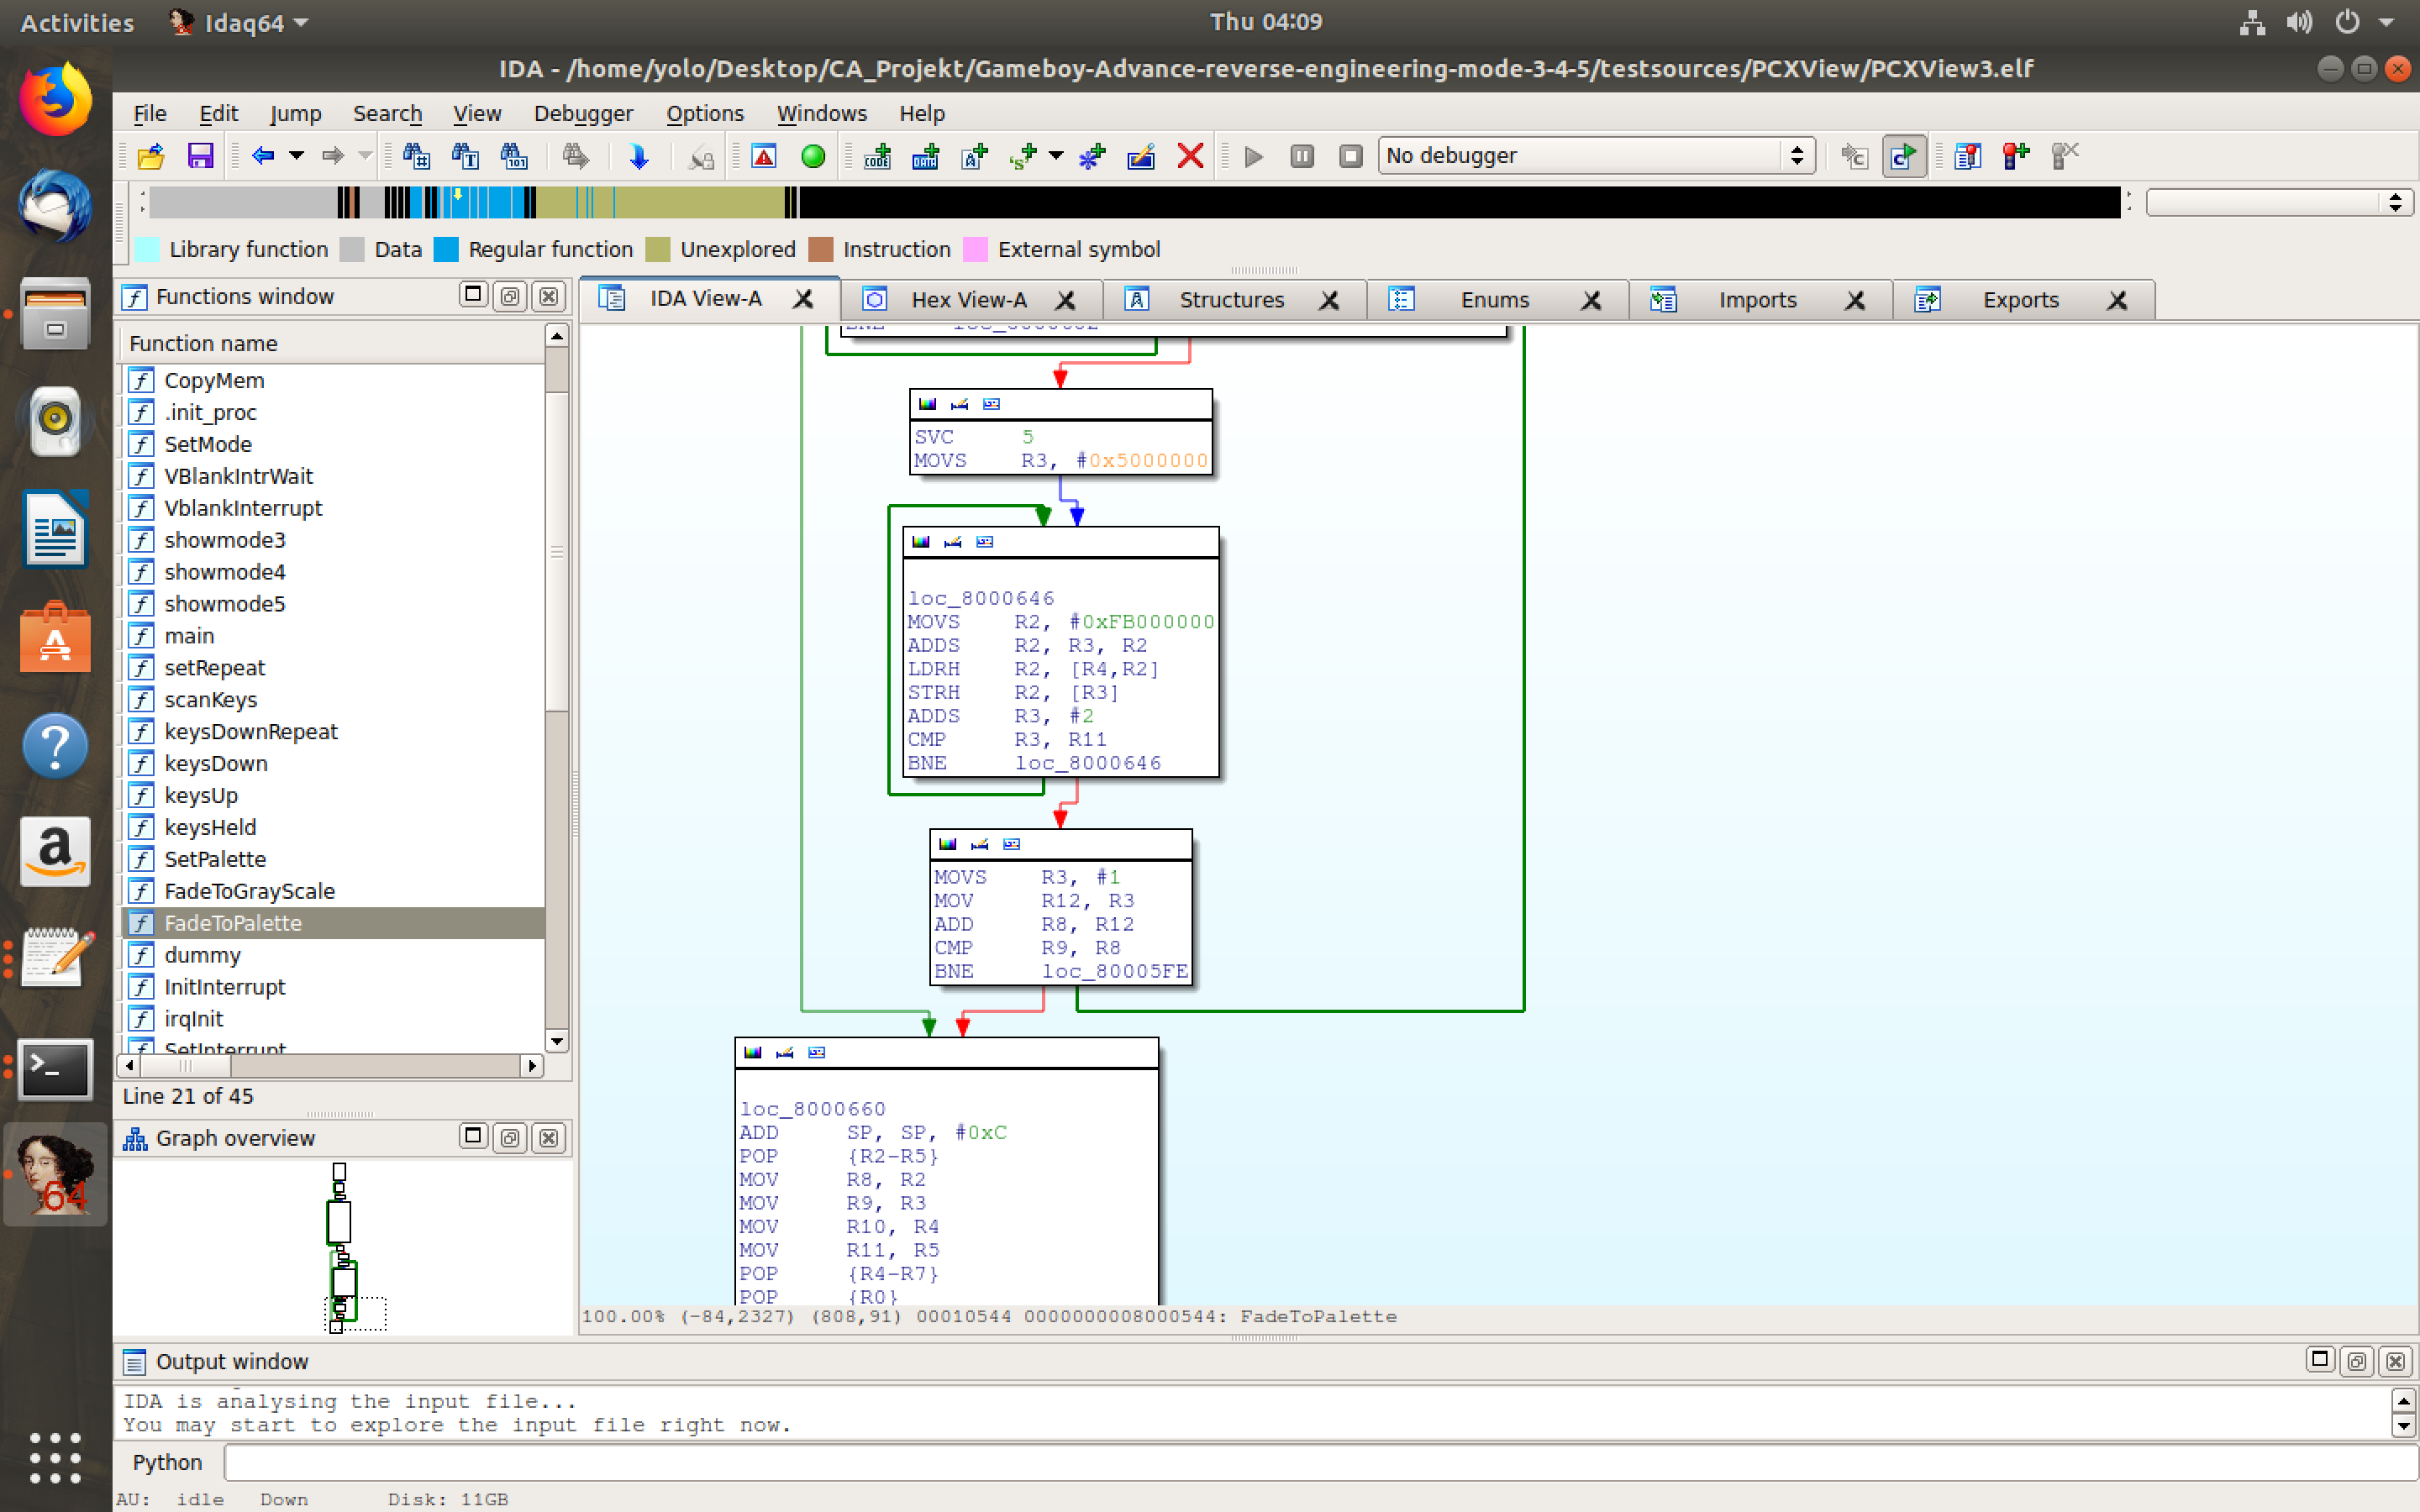 Activities
Idaq64
Thu 04:09
IDA - /home/yolo/Desktop/CA_Projekt/Gameboy-Advance-reverse-engineering-mode-3-4-5/testsources/PCXView/PCXView3.elf
File Edit Jump Search View Debugger Options Windows Help
No debugger
Library function Data Regular function Unexplored Instruction External symbol
Functions window
IDA View-A
Hex View-A
Structures
Enums
Imports
Exports
Function name
CopyMem
.init_proc
SetMode
VBlankIntrWait
VblankInterrupt
showmode3
showmode4
showmode5
main
setRepeat
scanKeys
keysDownRepeat
keysDown
keysUp
keysHeld
SetPalette
FadeToGrayScale
FadeToPalette
dummy
InitInterrupt
irqInit
SetInterrupt
Line 21 of 45
Graph overview
SVC 5
MOVS R3, #0x5000000
loc_8000646
MOVS R2, #0xFB000000
ADDS R2, R3, R2
LDRH R2, [R4,R2]
STRH R2, [R3]
ADDS R3, #2
CMP R3, R11
BNE loc_8000646
MOVS R3, #1
MOV R12, R3
ADD R8, R12
CMP R9, R8
BNE loc_80005FE
loc_8000660
ADD SP, SP, #0xC
POP {R2-R5}
MOV R8, R2
MOV R9, R3
MOV R10, R4
MOV R11, R5
POP {R4-R7}
POP {R0}
100.00% (-84,2327) (808,91) 00010544 0000000008000544: FadeToPalette
Output window
IDA is analysing the input file...
You may start to explore the input file right now.
Python
AU: idle Down Disk: 11GB
64